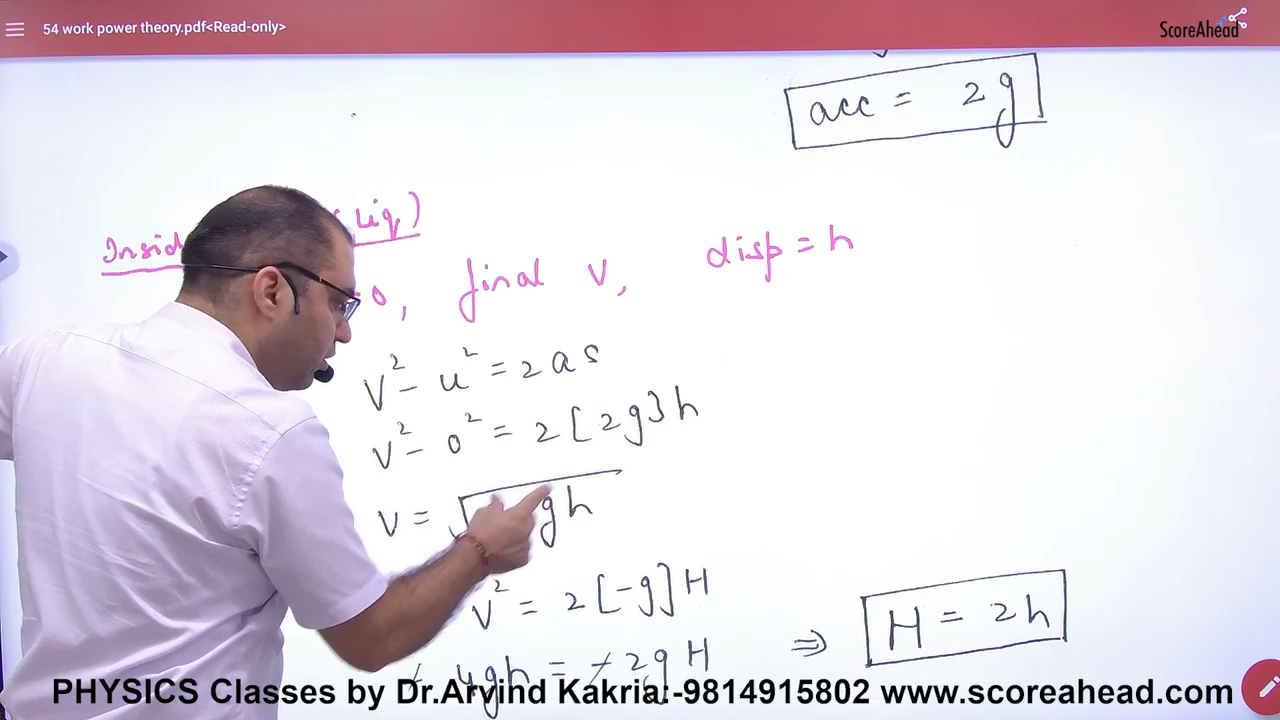 54 work power theory.pdf<Read-only>
ScoreAhead
acc = 2g
Liq)
final v, disp = h
v² - u² = 2as
v² - 0² = 2[2g]h
v = √ gh
v² = 2[-g]H
- 4gh = - 2gH ⇒ H = 2h
PHYSICS Classes by Dr.Arvind Kakria:-9814915802 www.scoreahead.com